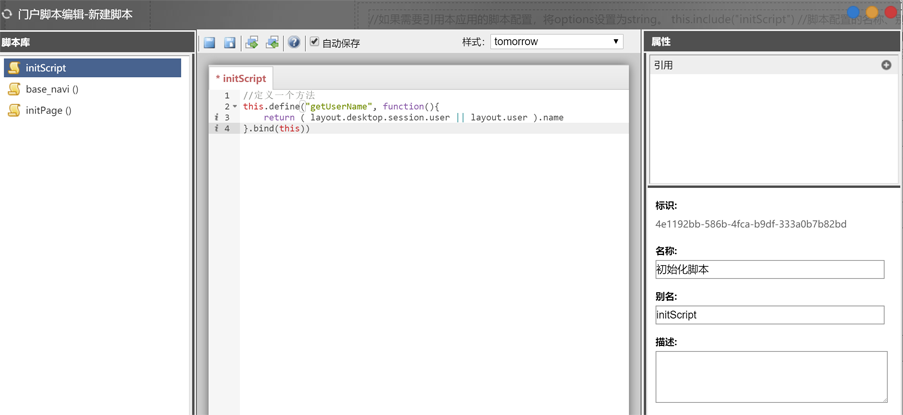 门户脚本编辑-新建脚本
//如果需要引用本应用的脚本配置，将options设置为string。 this.include("initScript") //脚本配置的名称、
脚本库
initScript
base_navi ()
initPage ()
自动保存
样式:
tomorrow
* initScript
1 //定义一个方法
2 this.define("getUserName", function(){
3 return ( layout.desktop.session.user || layout.user ).name
4 }.bind(this))
属性
引用
标识:
4e1192bb-586b-4fca-b9df-333a0b7b82bd
名称:
初始化脚本
别名:
initScript
描述: